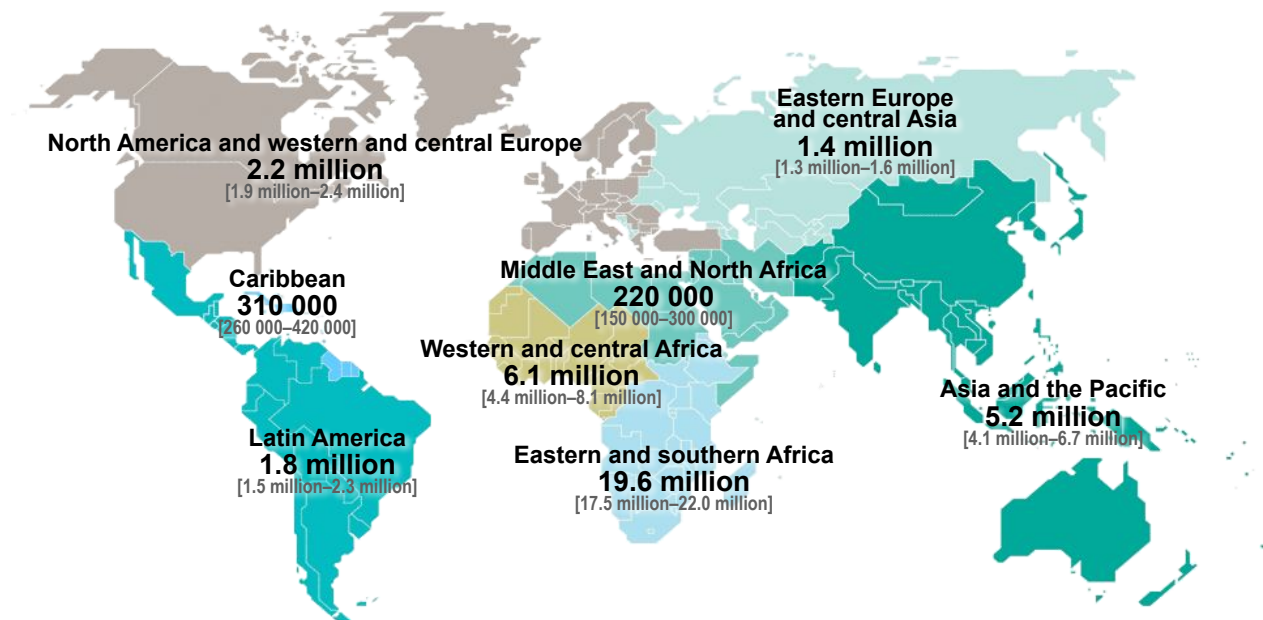 Eastern Europe
and central Asia
1.4 million
[1.3 million–1.6 million]
North America and western and central Europe
2.2 million
[1.9 million–2.4 million]
Middle East and North Africa
220 000
[150 000–300 000]
Caribbean
310 000
[260 000–420 000]
Western and central Africa
6.1 million
[4.4 million–8.1 million]
Asia and the Pacific
5.2 million
[4.1 million–6.7 million]
Latin America
1.8 million
[1.5 million–2.3 million]
Eastern and southern Africa
19.6 million
[17.5 million–22.0 million]